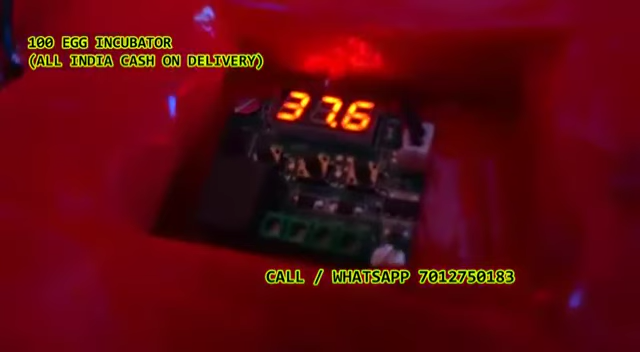 100 EGG INCUBATOR
(ALL INDIA CASH ON DELIVERY)
37.6
CALL / WHATSAPP 7012750183